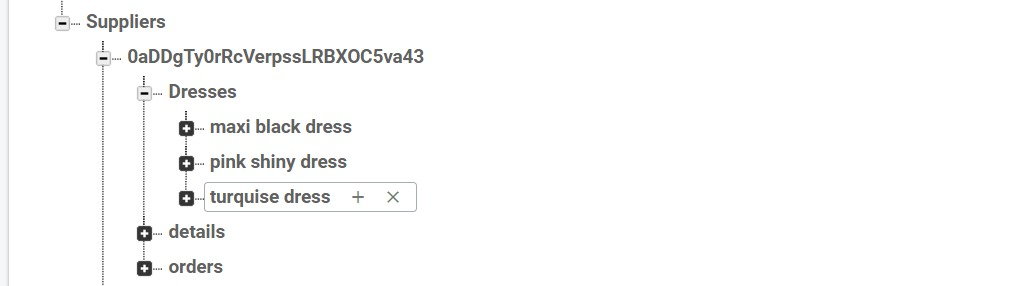 Suppliers
0aDDgTy0rRcVerpssLRBXOC5va43
Dresses
maxi black dress
pink shiny dress
turquise dress
details
orders